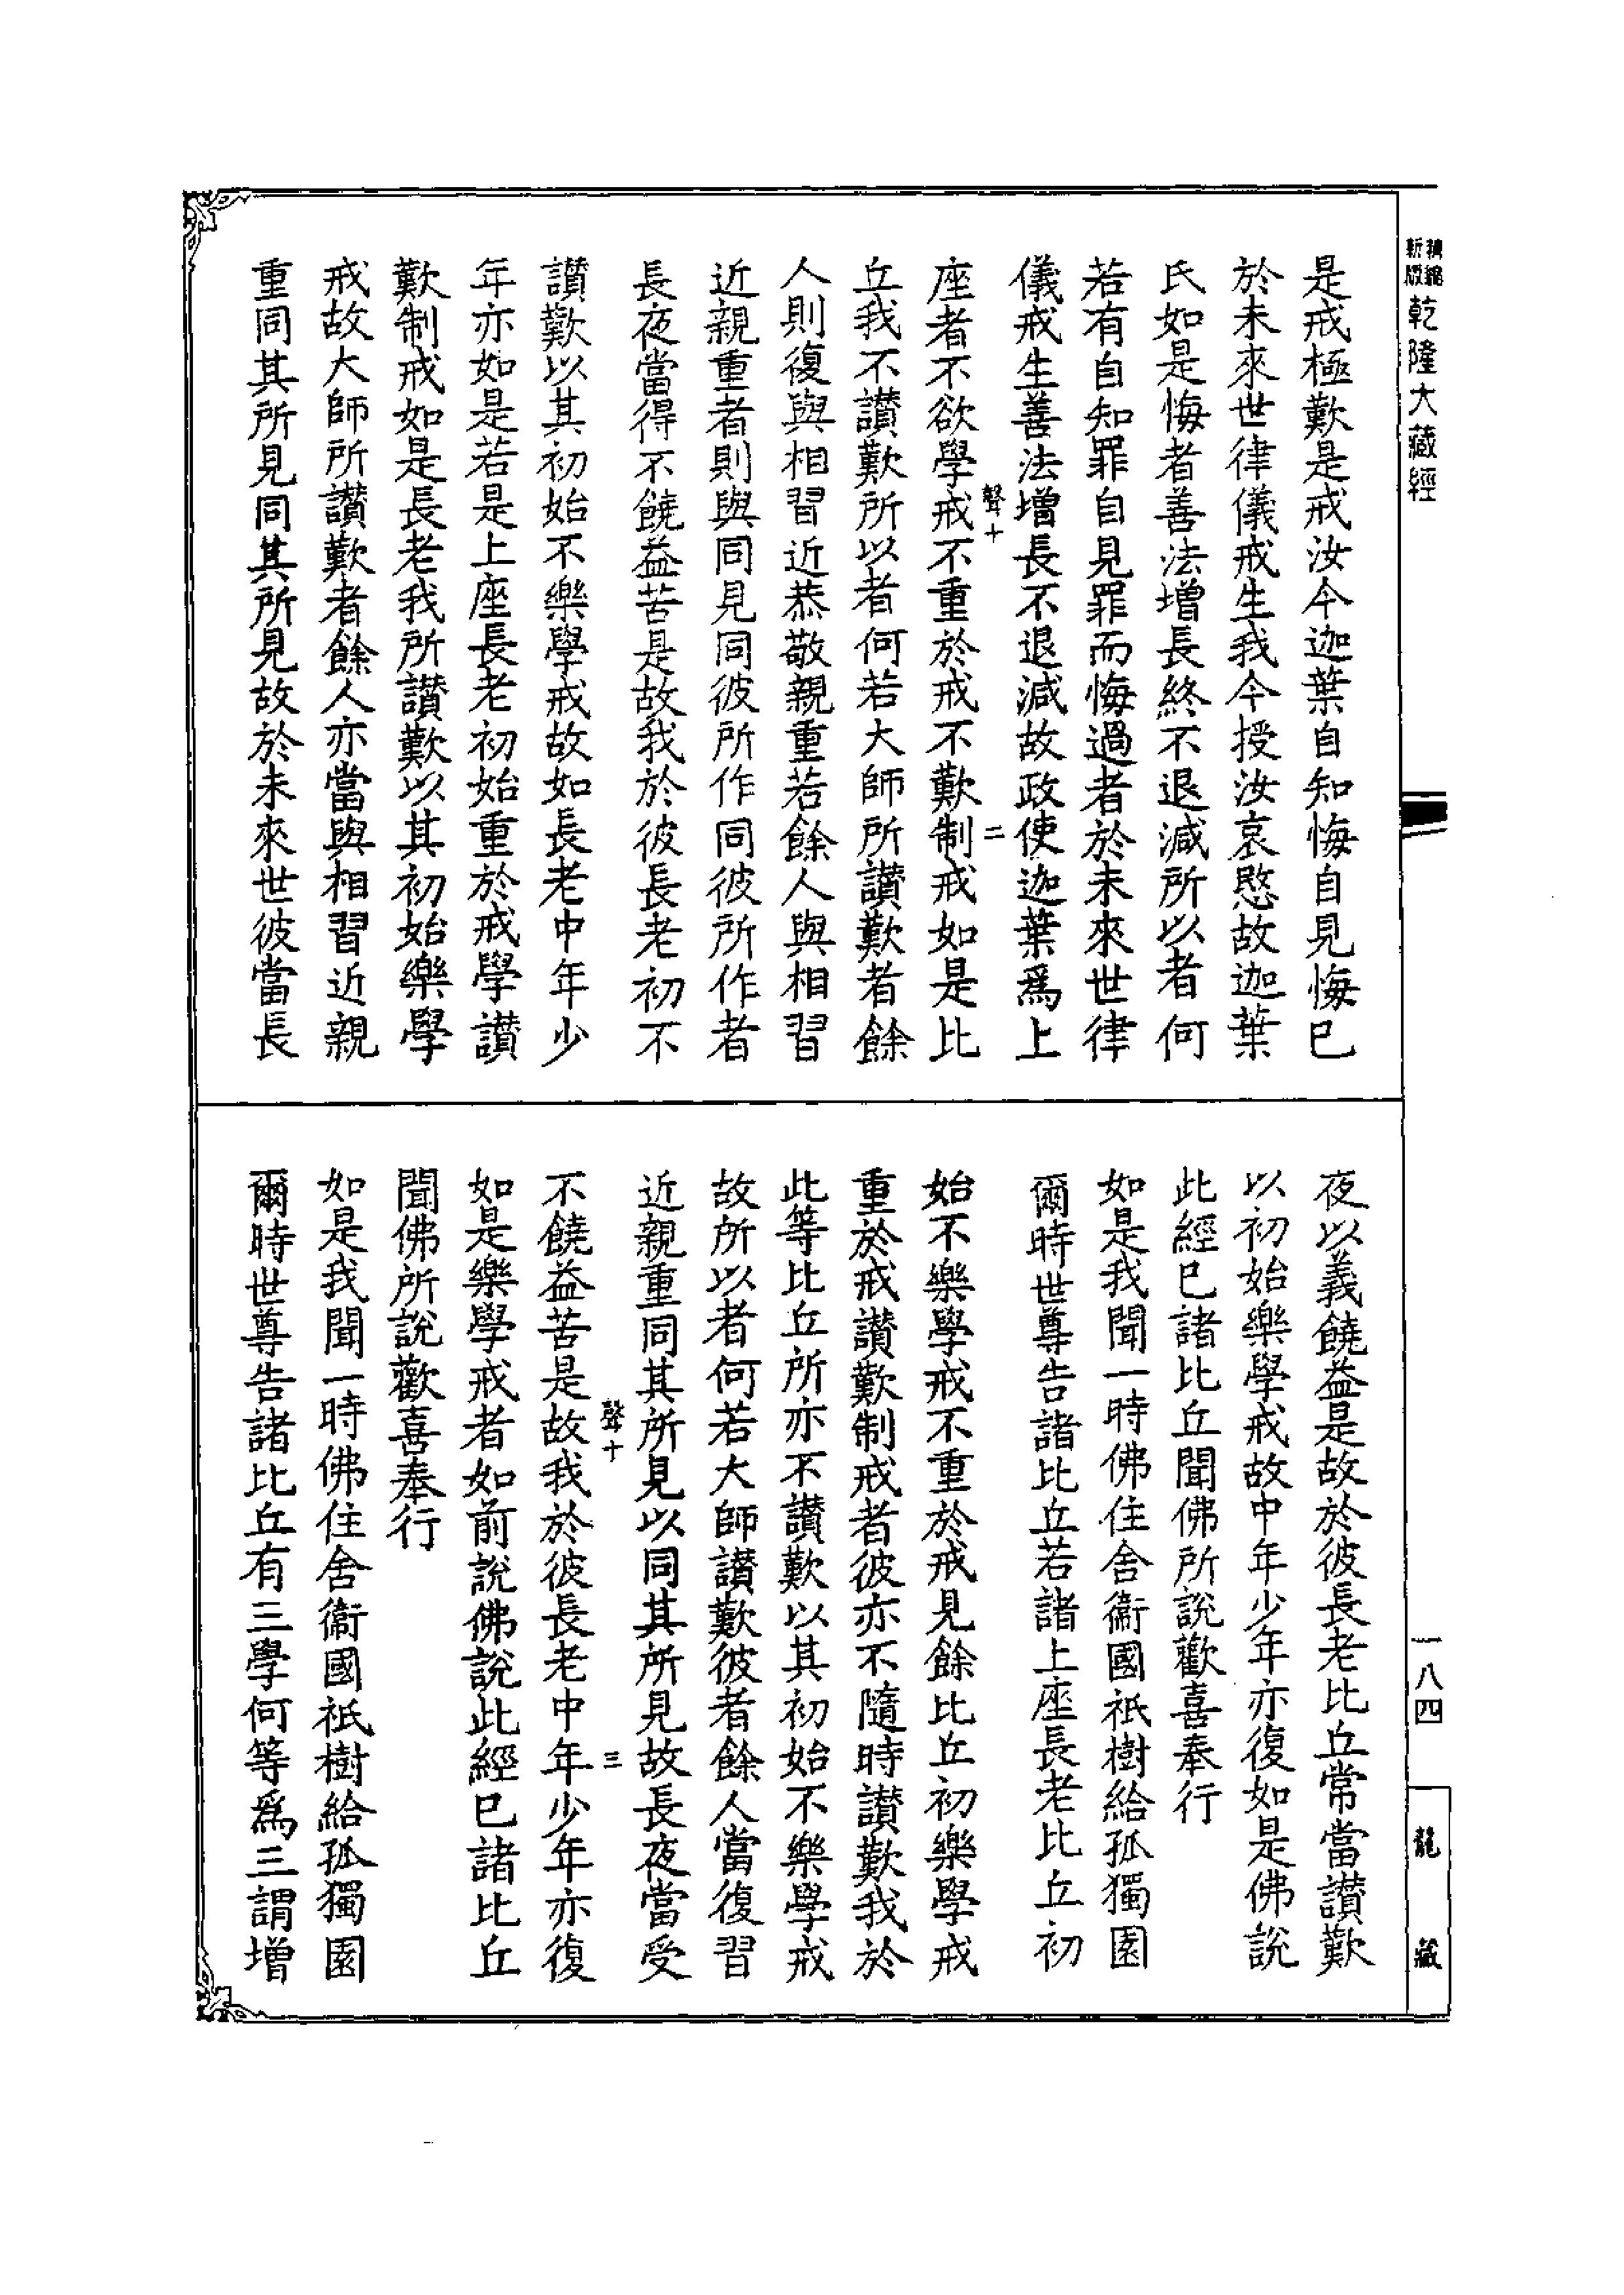 新版
乾隆大藏經
是戒極歎是戒汝今迦葉自知悔自見悔已
於未來世律儀戒生我今授汝哀愍故迦葉
氏如是悔者善法增長終不退減所以者何
若有自知罪自見罪而悔過者於未來世律
儀戒生善法增長不退減故政使迦葉爲上
聲十 二
座者不欲學戒不重於戒不歎制戒如是比
丘我不讃歎所以者何若大師所讃歎者餘
人則復與相習近恭敬親重若餘人與相習
近親重者則與同見同彼所作同彼所作者
長夜當得不饒益苦是故我於彼長老初不
讃歎以其初始不樂學戒故如長老中年少
年亦如是若是上座長老初始重於戒學讃
歎制戒如是長老我所讃歎以其初始樂學
戒故大師所讃歎者餘人亦當與相習近親
重同其所見同其所見故於未來世彼當長
夜以義饒益是故於彼長老比丘常當讃歎
以初始樂學戒故中年少年亦復如是佛說
此經已諸比丘聞佛所說歡喜奉行
如是我聞一時佛住舍衞國祇樹給孤獨園
爾時世尊告諸比丘若諸上座長老比丘初
始不樂學戒不重於戒見餘比丘初樂學戒
重於戒讃歎制戒者彼亦不隨時讃歎我於
此等比丘所亦不讃歎以其初始不樂學戒
故所以者何若大師讃歎彼者餘人當復習
近親重同其所見以同其所見故長夜當受
聲十 三
不饒益苦是故我於彼長老中年少年亦復
如是樂學戒者如前說佛說此經已諸比丘
聞佛所說歡喜奉行
如是我聞一時佛住舍衞國祇樹給孤獨園
爾時世尊告諸比丘有三學何等爲三謂增
一八四
龍藏